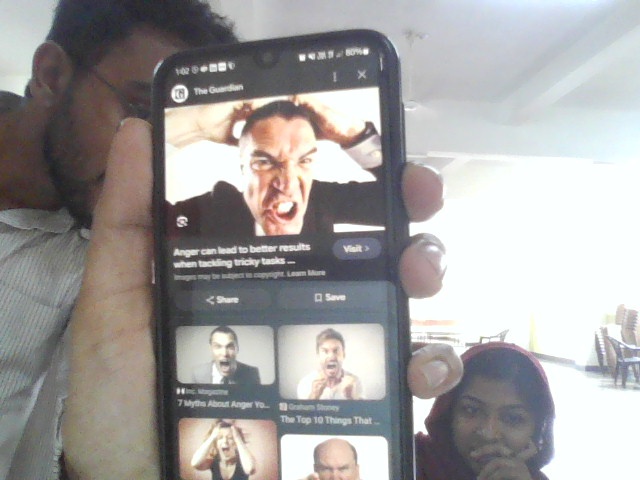 1:02
80%
The Guardian
Anger can lead to better results
when tackling tricky tasks ...
Visit >
Images may be subject to copyright. Learn More
Share
Save
Inc. Magazine
7 Myths About Anger Yo...
Graham Stoney
The Top 10 Things That ...